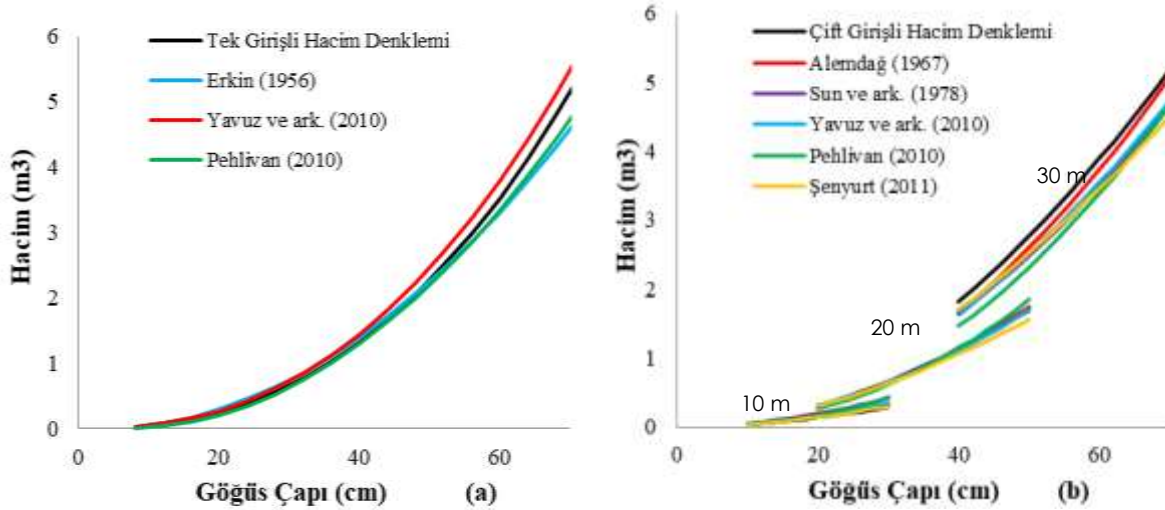 6
5
4
3
2
1
0
Hacim (m3)
Tek Girişli Hacim Denklemi
Erkin (1956)
Yavuz ve ark. (2010)
Pehlivan (2010)
0
20
40
60
Göğüs Çapı (cm)
(a)
6
5
4
3
2
1
0
Hacim (m3)
Çift Girişli Hacim Denklemi
Alemdağ (1967)
Sun ve ark. (1978)
Yavuz ve ark. (2010)
Pehlivan (2010)
Şenyurt (2011)
30 m
20 m
10 m
0
20
40
60
Göğüs Çapı (cm)
(b)